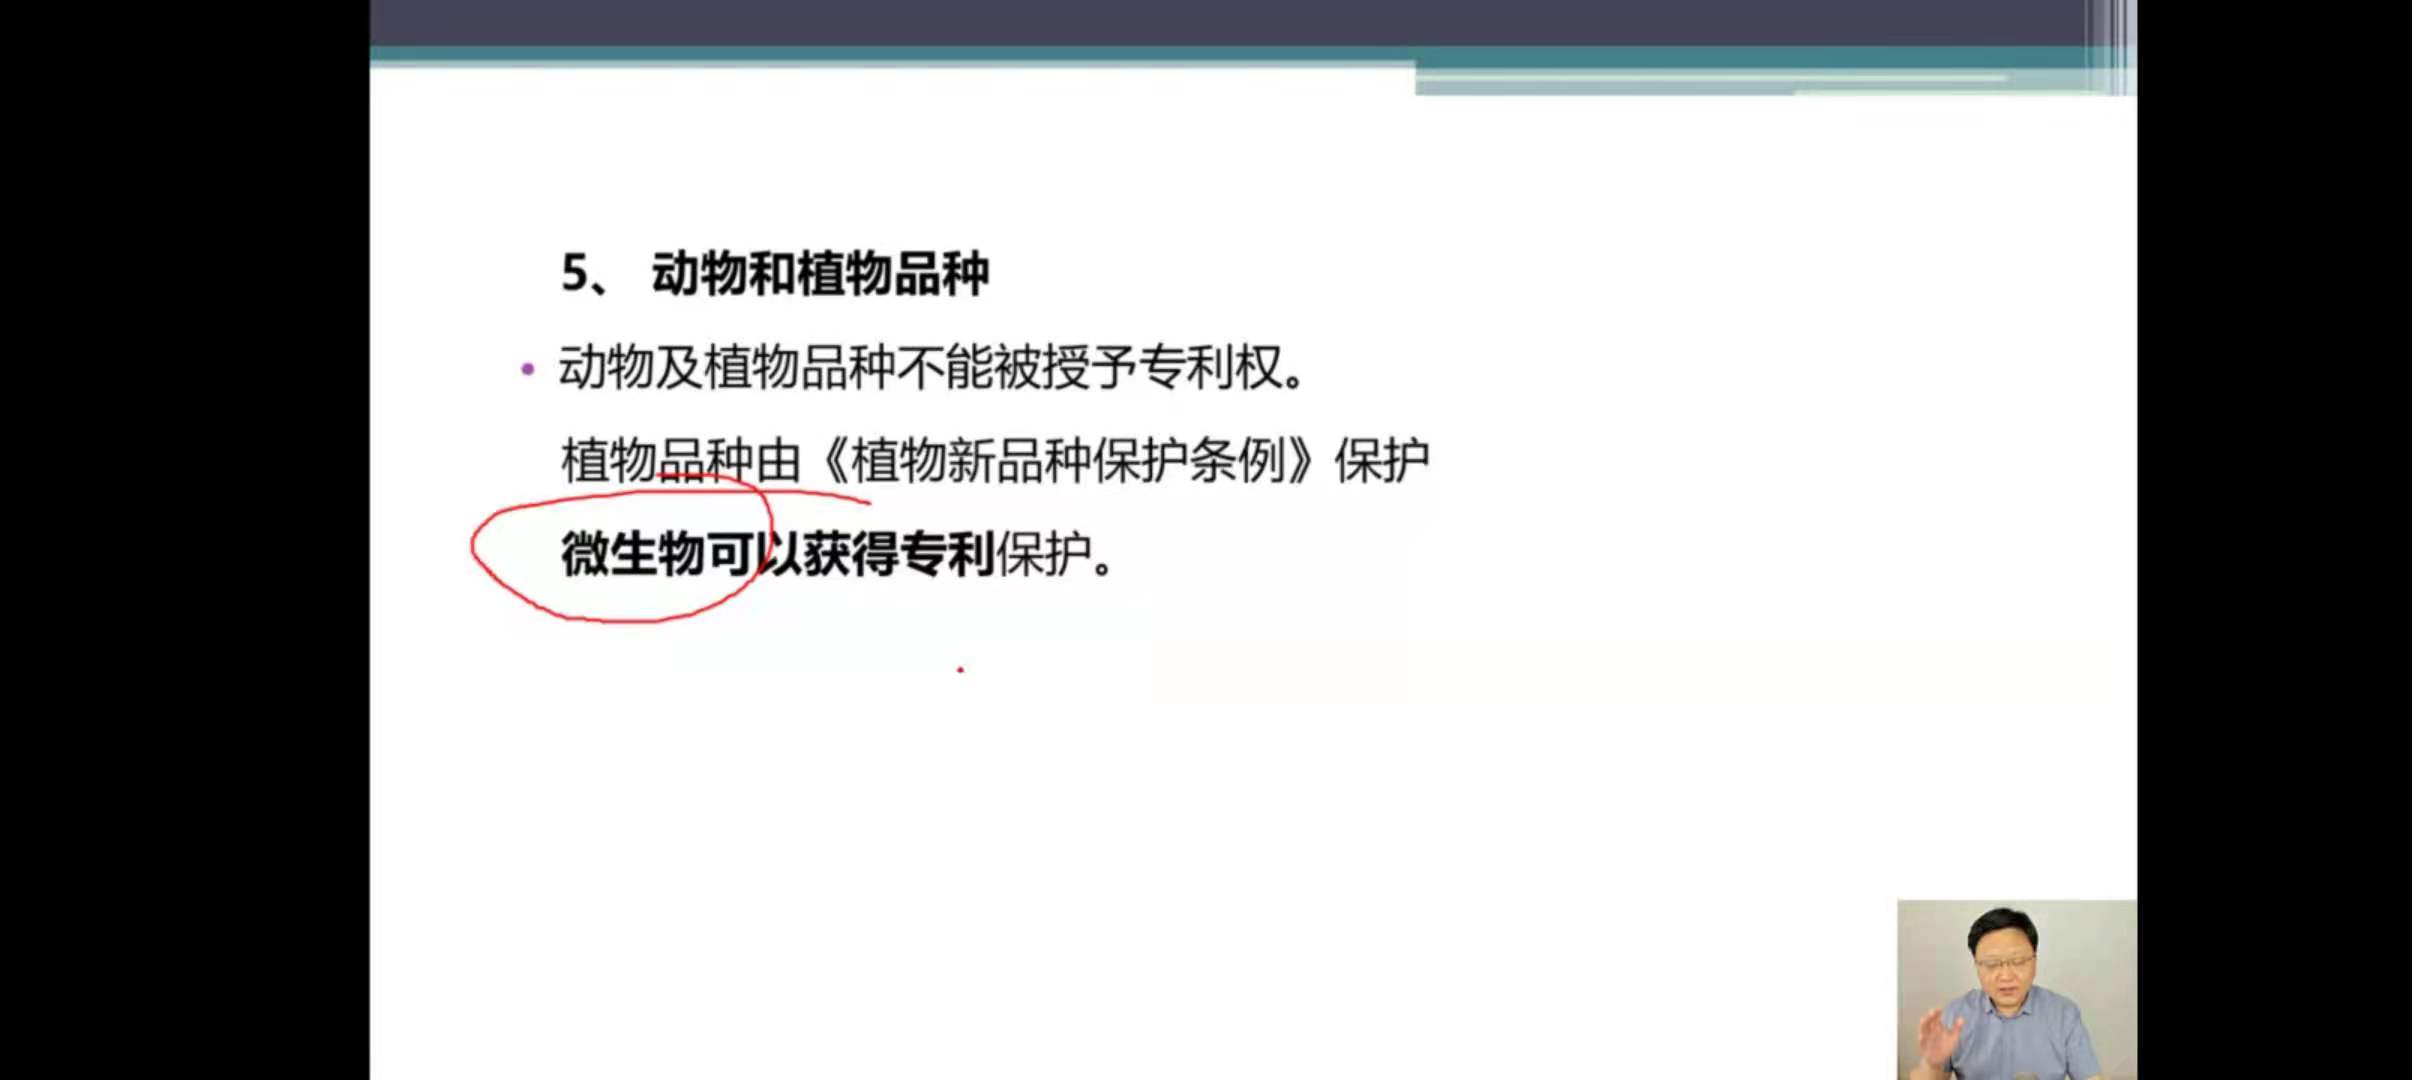 5、 动物和植物品种
• 动物及植物品种不能被授予专利权。
植物品种由《植物新品种保护条例》保护
微生物可以获得专利保护。